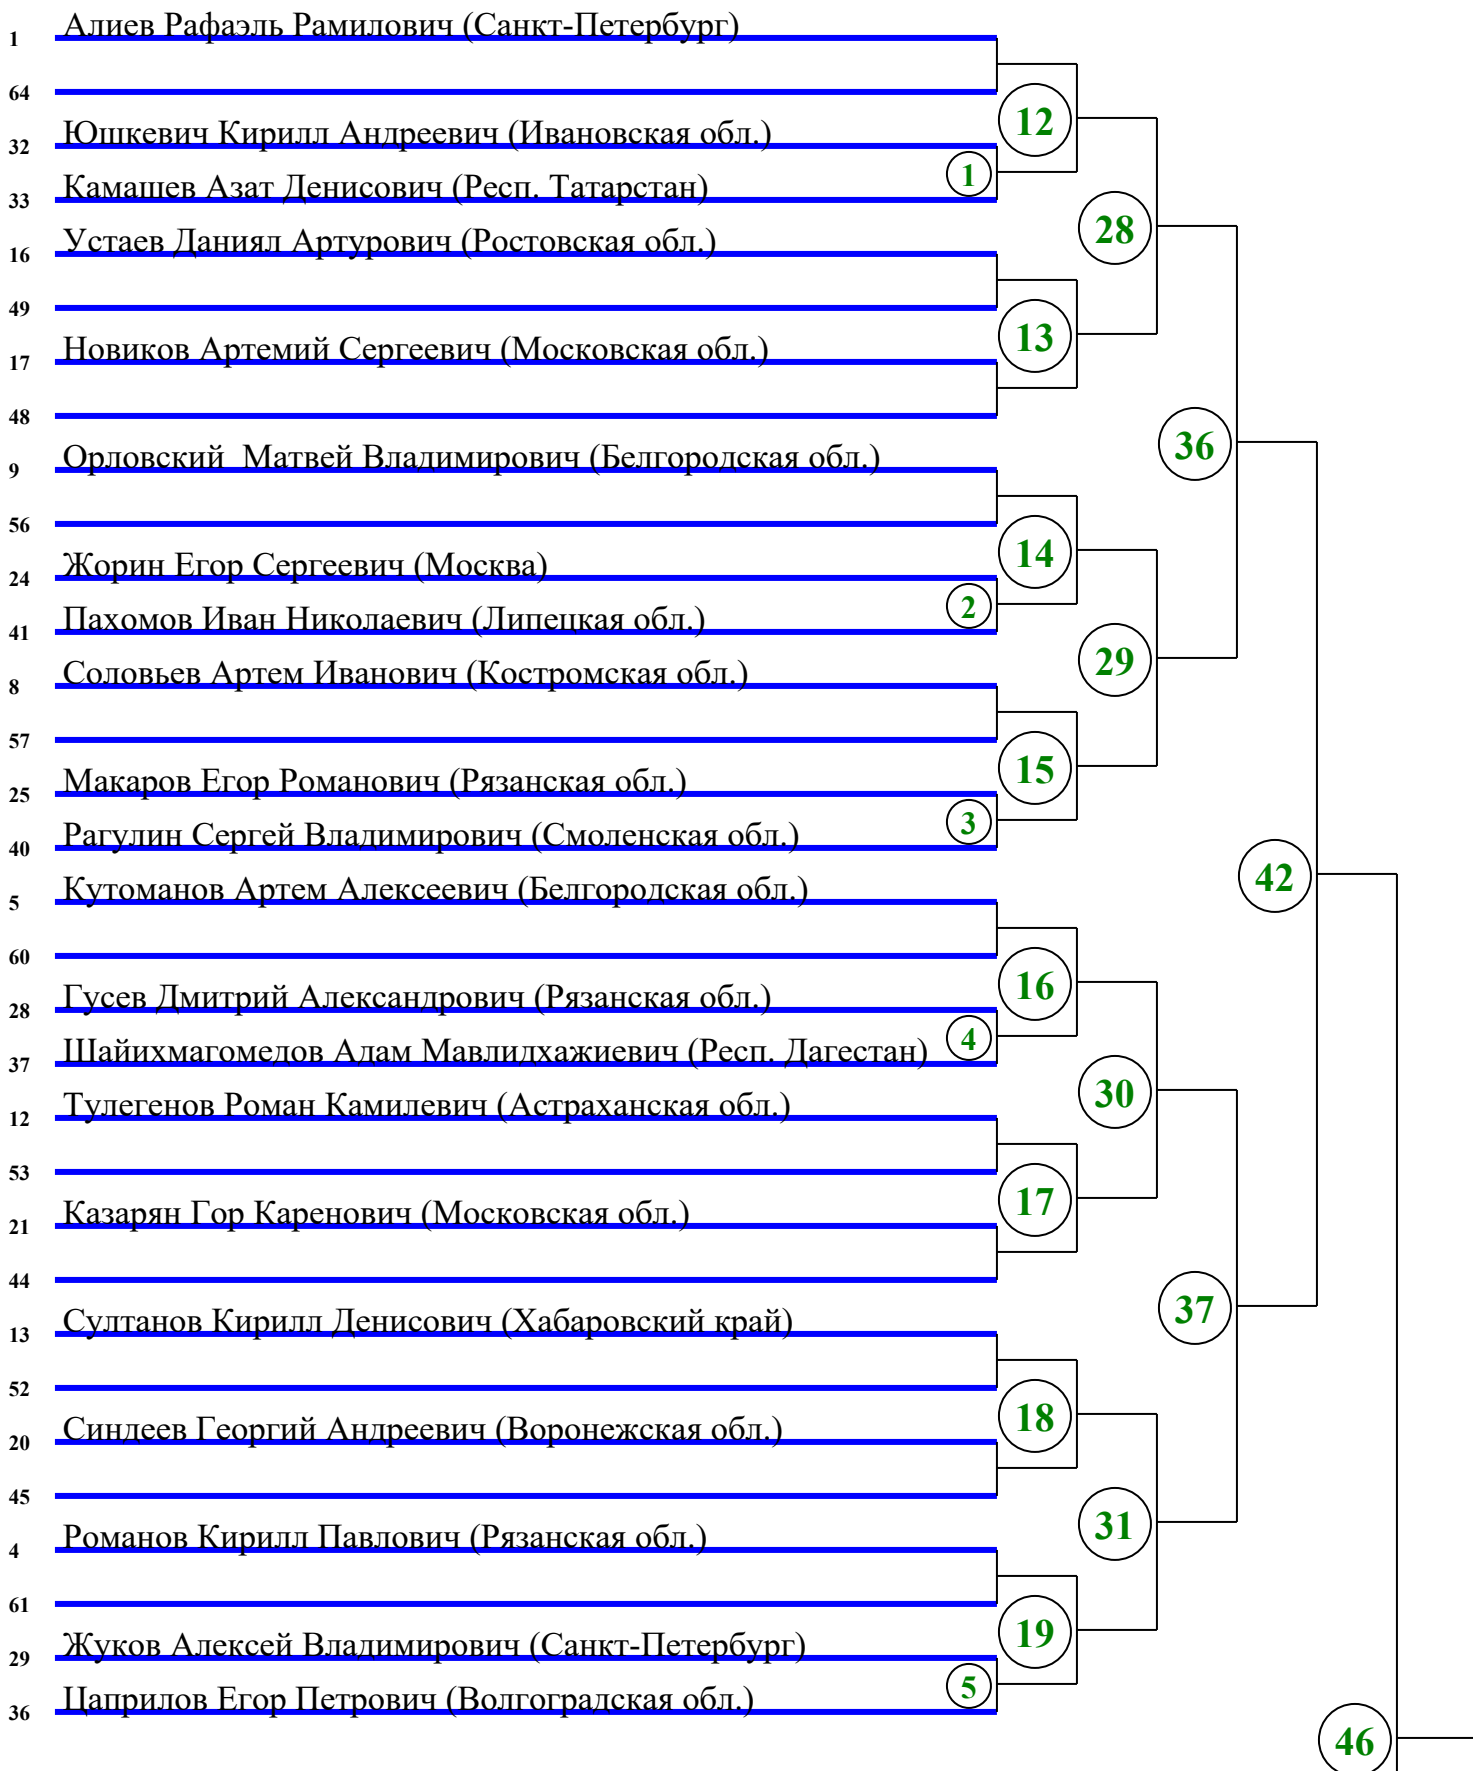 1 Алиев Рафаэль Рамилович (Санкт-Петербург)
64
12
32 Юшкевич Кирилл Андреевич (Ивановская обл.)
1
33 Камашев Азат Денисович (Респ. Татарстан)
28
16 Устаев Даниял Артурович (Ростовская обл.)
49
13
17 Новиков Артемий Сергеевич (Московская обл.)
48
36
9 Орловский  Матвей Владимирович (Белгородская обл.)
56
14
24 Жорин Егор Сергеевич (Москва)
2
41 Пахомов Иван Николаевич (Липецкая обл.)
29
8 Соловьев Артем Иванович (Костромская обл.)
57
15
25 Макаров Егор Романович (Рязанская обл.)
3
40 Рагулин Сергей Владимирович (Смоленская обл.)
42
5 Кутоманов Артем Алексеевич (Белгородская обл.)
60
16
28 Гусев Дмитрий Александрович (Рязанская обл.)
4
37 Шайихмагомедов Адам Мавлидхажиевич (Респ. Дагестан)
30
12 Тулегенов Роман Камилевич (Астраханская обл.)
53
17
21 Казарян Гор Каренович (Московская обл.)
44
37
13 Султанов Кирилл Денисович (Хабаровский край)
52
18
20 Синдеев Георгий Андреевич (Воронежская обл.)
45
31
4 Романов Кирилл Павлович (Рязанская обл.)
61
19
29 Жуков Алексей Владимирович (Санкт-Петербург)
5
36 Цаприлов Егор Петрович (Волгоградская обл.)
46